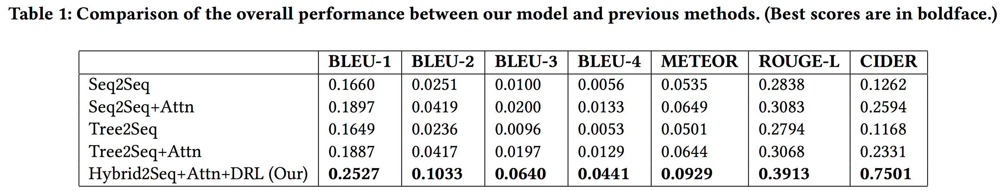 Table 1: Comparison of the overall performance between our model and previous methods. (Best scores are in boldface.)
BLEU-1 BLEU-2 BLEU-3 BLEU-4 METEOR ROUGE-L CIDER
Seq2Seq 0.1660 0.0251 0.0100 0.0056 0.0535 0.2838 0.1262
Seq2Seq+Attn 0.1897 0.0419 0.0200 0.0133 0.0649 0.3083 0.2594
Tree2Seq 0.1649 0.0236 0.0096 0.0053 0.0501 0.2794 0.1168
Tree2Seq+Attn 0.1887 0.0417 0.0197 0.0129 0.0644 0.3068 0.2331
Hybrid2Seq+Attn+DRL (Our) 0.2527 0.1033 0.0640 0.0441 0.0929 0.3913 0.7501